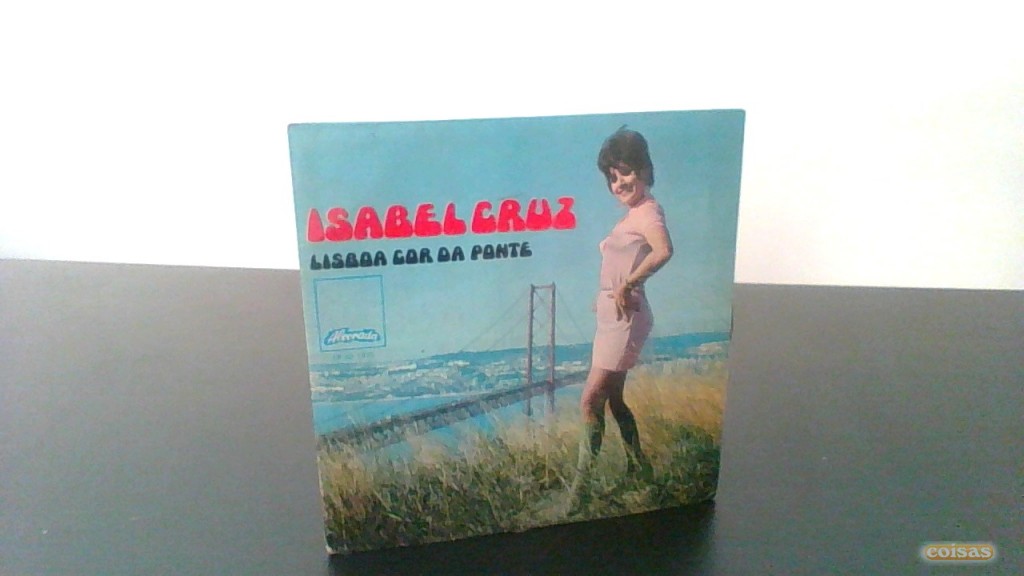 ISABEL CRUZ
LISBOA COR DA PONTE
Alvorada
coisas